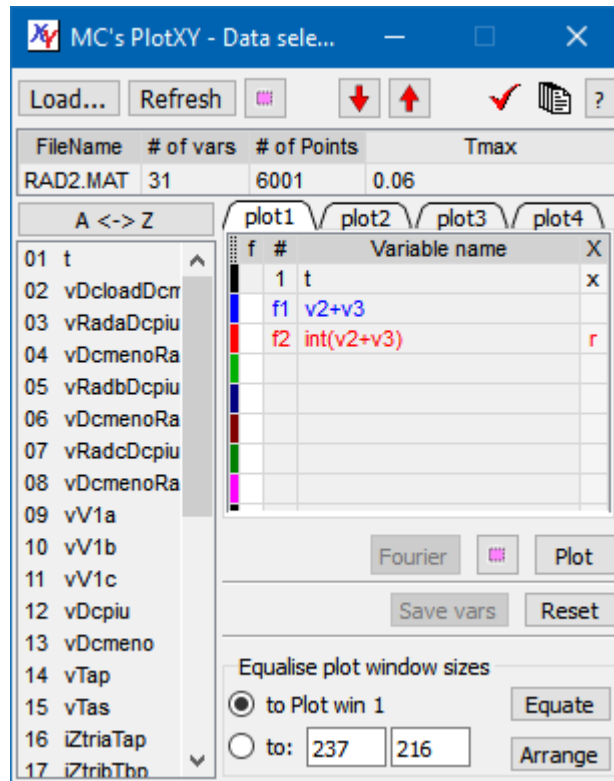 MC's PlotXY - Data sele...
Load... Refresh ?
FileName # of vars # of Points Tmax
RAD2.MAT 31 6001 0.06
A <-> Z
plot1 plot2 plot3 plot4
f # Variable name X
1 t x
f1 v2+v3
f2 int(v2+v3) r
01 t
02 vDcloadDcm
03 vRadaDcpiu
04 vDcmenoRa
05 vRadbDcpiu
06 vDcmenoRa
07 vRadcDcpiu
08 vDcmenoRa
09 vV1a
10 vV1b
11 vV1c
12 vDcpiu
13 vDcmeno
14 vTap
15 vTas
16 iZtriaTap
17 iZtribTbp
Fourier Plot
Save vars Reset
Equalise plot window sizes
to Plot win 1 Equate
to: 237 216 Arrange